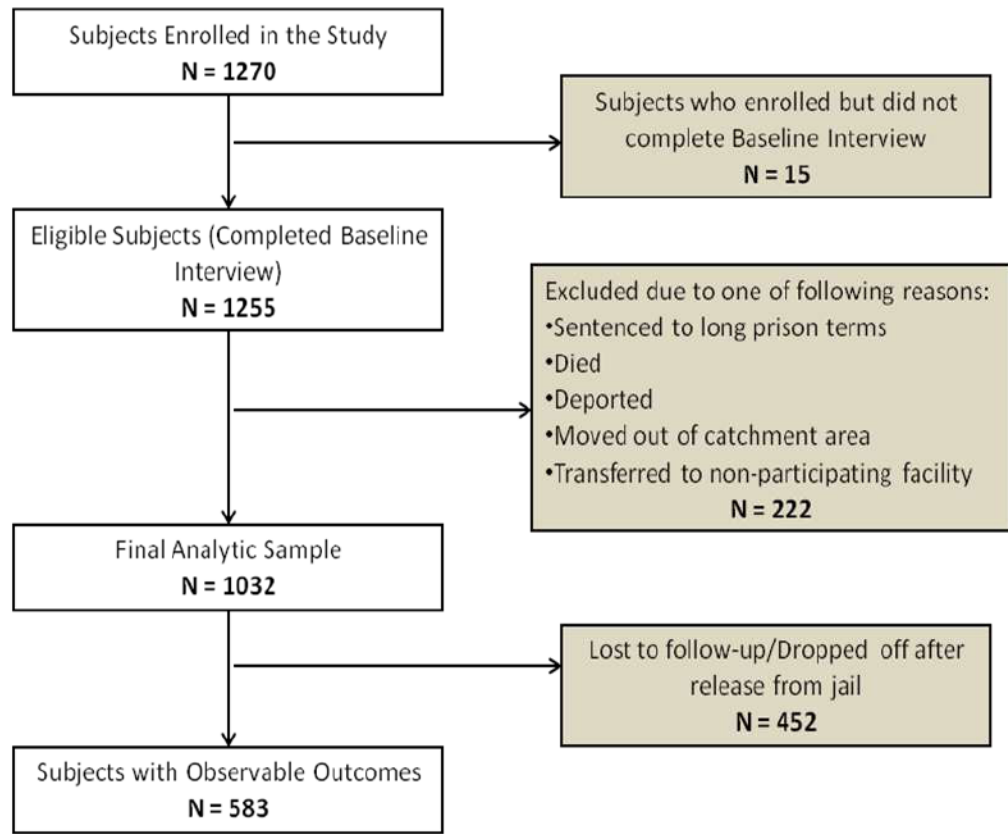 Subjects Enrolled in the Study
N = 1270
Subjects who enrolled but did not
complete Baseline Interview
N = 15
Eligible Subjects (Completed Baseline
Interview)
N = 1255
Excluded due to one of following reasons:
•Sentenced to long prison terms
•Died
•Deported
•Moved out of catchment area
•Transferred to non-participating facility
N = 222
Final Analytic Sample
N = 1032
Lost to follow-up/Dropped off after
release from jail
N = 452
Subjects with Observable Outcomes
N = 583